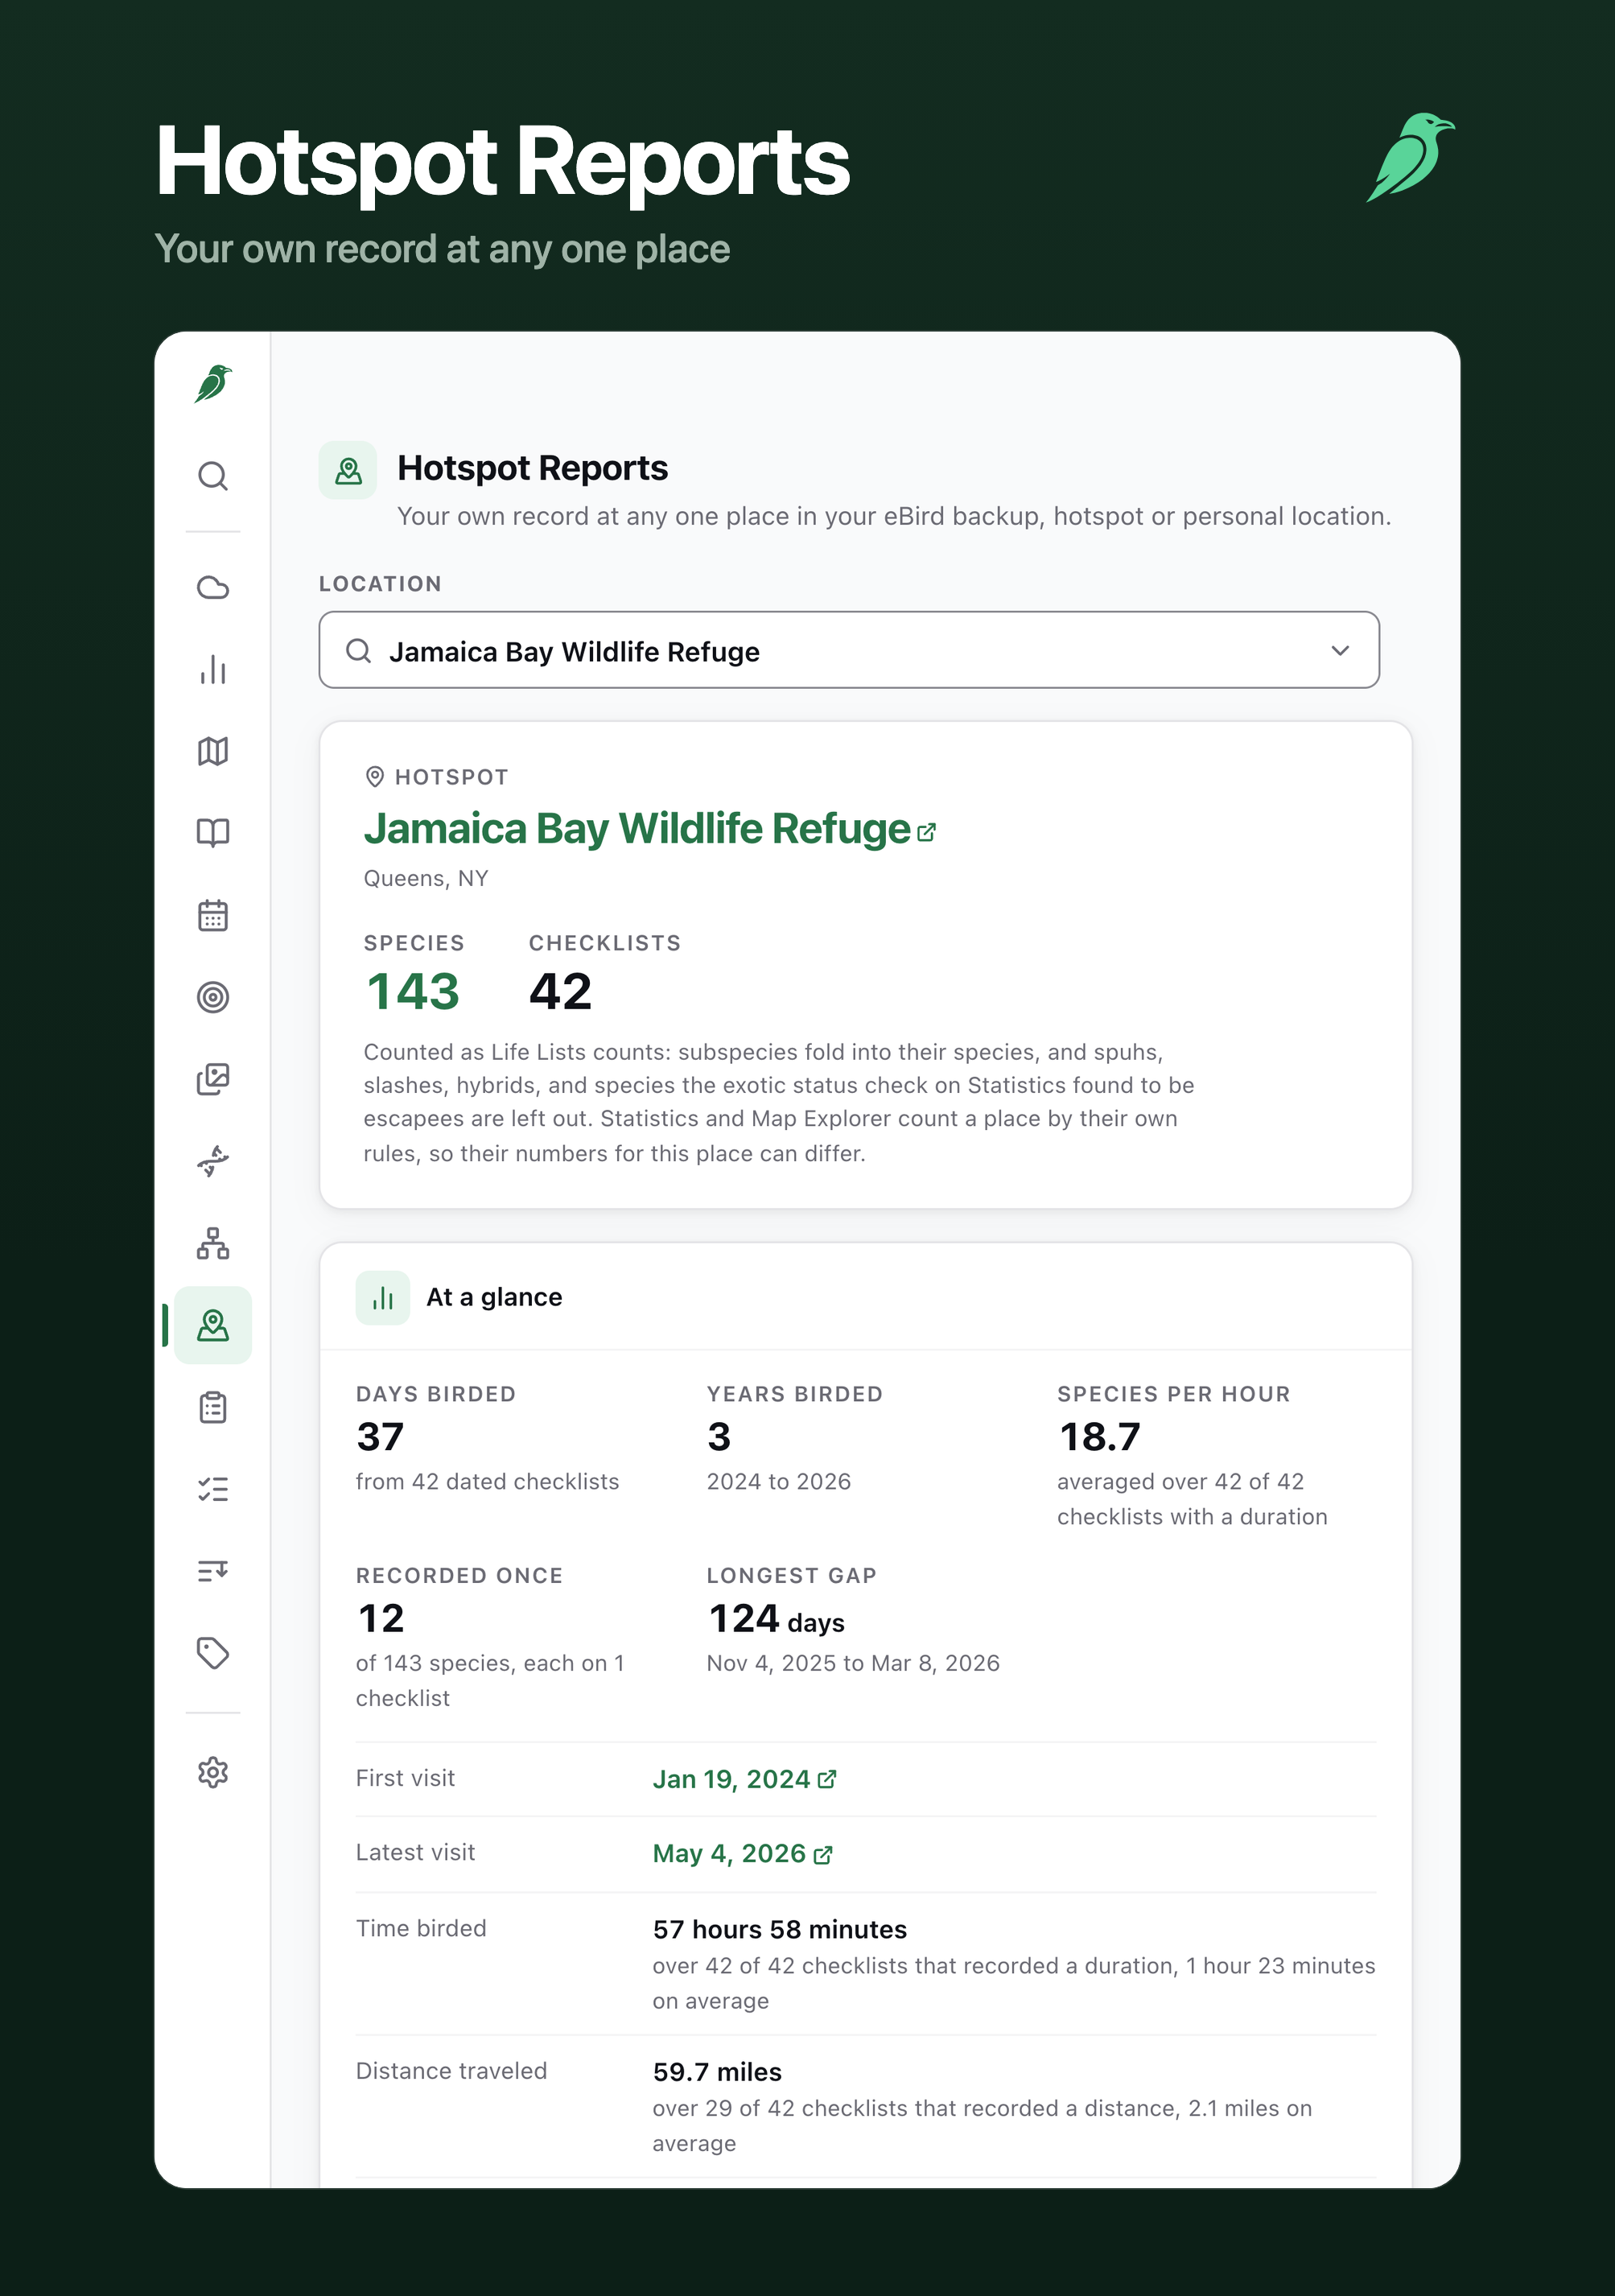 Hotspot Reports
Your own record at any one place
Hotspot Reports
Your own record at any one place in your eBird backup, hotspot or personal location.
LOCATION
Jamaica Bay Wildlife Refuge
HOTSPOT
Jamaica Bay Wildlife Refuge
Queens, NY
SPECIES CHECKLISTS
143 42
Counted as Life Lists counts: subspecies fold into their species, and spuhs,
slashes, hybrids, and species the exotic status check on Statistics found to be
escapees are left out. Statistics and Map Explorer count a place by their own
rules, so their numbers for this place can differ.
At a glance
DAYS BIRDED YEARS BIRDED SPECIES PER HOUR
37 3 18.7
from 42 dated checklists 2024 to 2026 averaged over 42 of 42
checklists with a duration
RECORDED ONCE LONGEST GAP
12 124 days
of 143 species, each on 1 Nov 4, 2025 to Mar 8, 2026
checklist
First visit Jan 19, 2024
Latest visit May 4, 2026
Time birded 57 hours 58 minutes
over 42 of 42 checklists that recorded a duration, 1 hour 23 minutes
on average
Distance traveled 59.7 miles
over 29 of 42 checklists that recorded a distance, 2.1 miles on
average